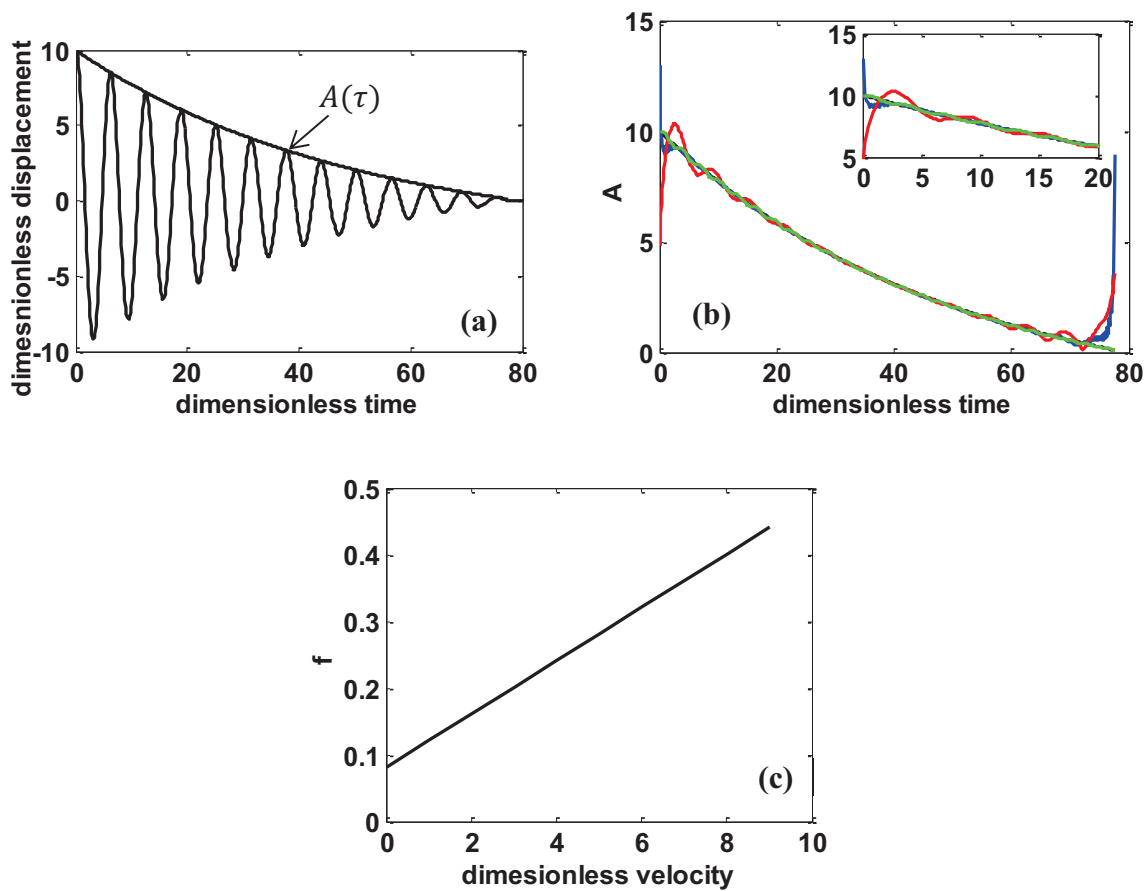 10
5
0
-5
-10
0 20 40 60 80
dimesnionless displacement
dimensionless time
A(τ)
(a)
15
10
5
0
0 20 40 60 80
A
dimensionless time
(b)
15
10
5
0 5 10 15 20
0.5
0.4
0.3
0.2
0.1
0
0 2 4 6 8 10
f
dimesionless velocity
(c)